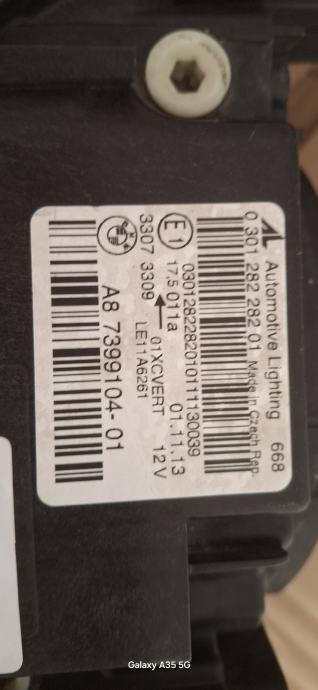 AL Automotive Lighting 668
0 301 282 282 01 Made in Czech Rep.
0301282282010111130039
E1 17,5 011a 01.11.13
3307 3309 01XCVERT 12V
LE11A6261
A8 7399104-01
Galaxy A35 5G